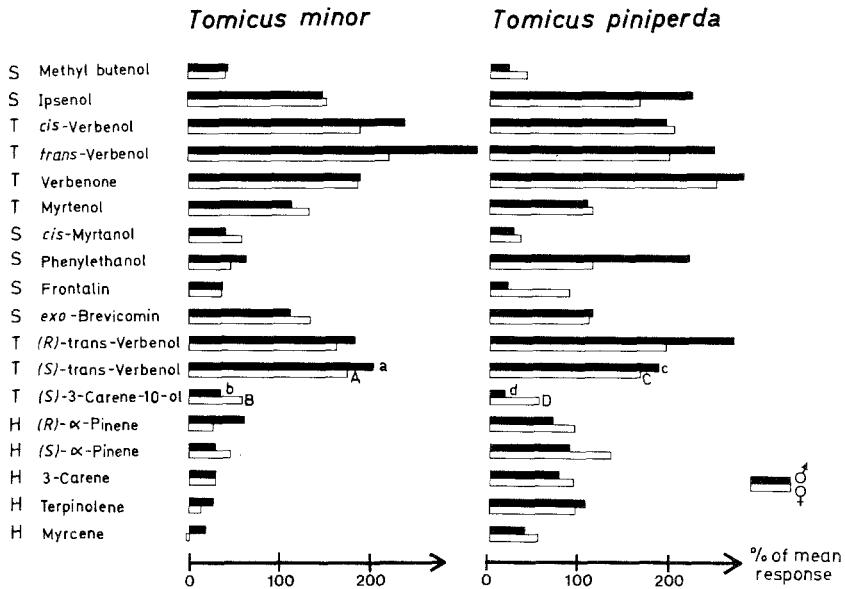 Tomicus minor Tomicus piniperda
S Methyl butenol
S Ipsenol
T cis-Verbenol
T trans-Verbenol
T Verbenone
T Myrtenol
S cis-Myrtanol
S Phenylethanol
S Frontalin
S exo-Brevicomin
T (R)-trans-Verbenol
T (S)-trans-Verbenol a c
A C
T (S)-3-Carene-10-ol b d
B D
H (R)-α-Pinene
H (S)-α-Pinene
H 3-Carene ♂
♀
H Terpinolene
H Myrcene
0 100 200 0 100 200 % of mean
response